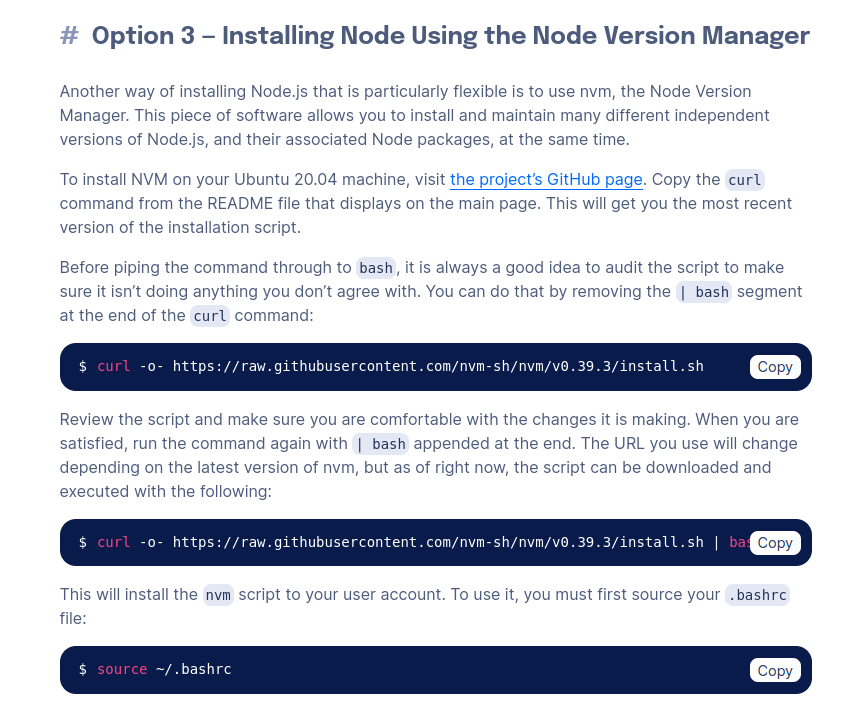 # Option 3 – Installing Node Using the Node Version Manager
Another way of installing Node.js that is particularly flexible is to use nvm, the Node Version
Manager. This piece of software allows you to install and maintain many different independent
versions of Node.js, and their associated Node packages, at the same time.
To install NVM on your Ubuntu 20.04 machine, visit the project’s GitHub page. Copy the curl
command from the README file that displays on the main page. This will get you the most recent
version of the installation script.
Before piping the command through to bash, it is always a good idea to audit the script to make
sure it isn’t doing anything you don’t agree with. You can do that by removing the | bash segment
at the end of the curl command:
$ curl -o- https://raw.githubusercontent.com/nvm-sh/nvm/v0.39.3/install.sh Copy
Review the script and make sure you are comfortable with the changes it is making. When you are
satisfied, run the command again with | bash appended at the end. The URL you use will change
depending on the latest version of nvm, but as of right now, the script can be downloaded and
executed with the following:
$ curl -o- https://raw.githubusercontent.com/nvm-sh/nvm/v0.39.3/install.sh | bas Copy
This will install the nvm script to your user account. To use it, you must first source your .bashrc
file:
$ source ~/.bashrc Copy